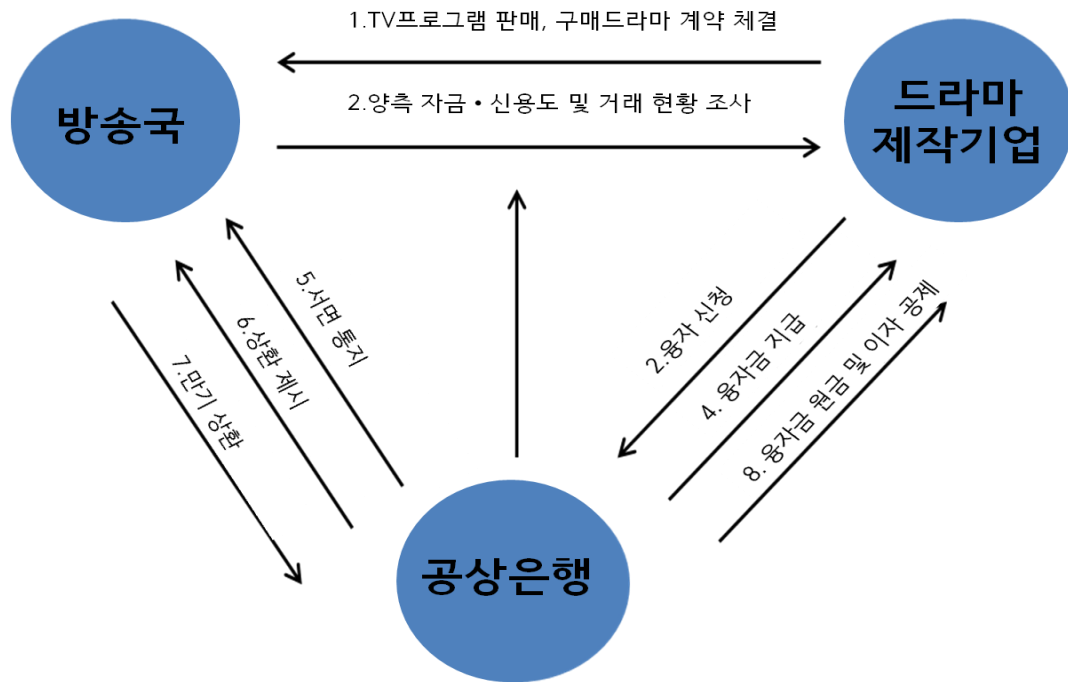 1.TV프로그램 판매, 구매드라마 계약 체결
방송국
2.양측 자금•신용도 및 거래 현황 조사
드라마
제작기업
5.서면 통지
6.상환 제시
7.만기 상환
2.융자 신청
4. 융자금 지급
8. 융자금 원금 및 이자 공제
공상은행